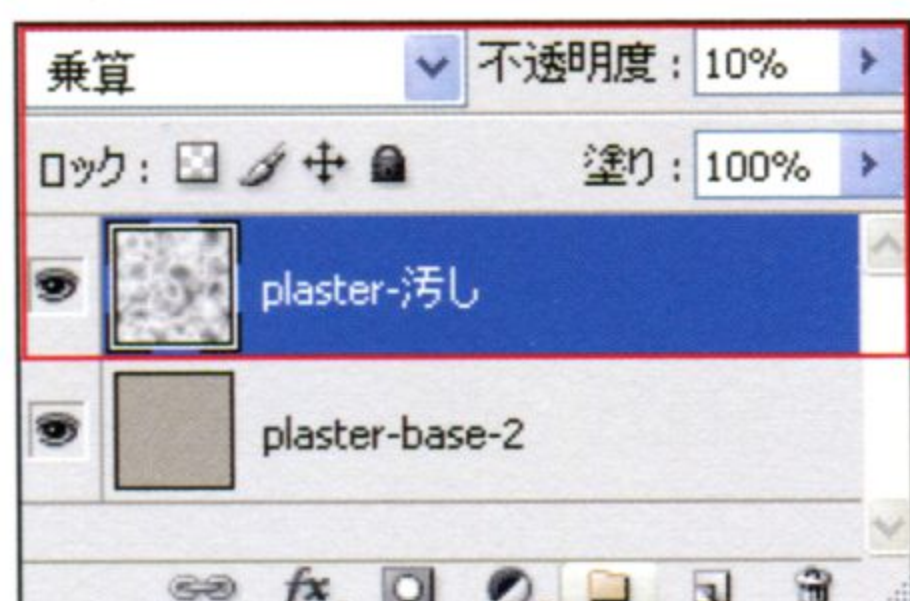 乗算 不透明度 : 10%
ロック : 塗り : 100%
plaster-汚し
plaster-base-2
fx